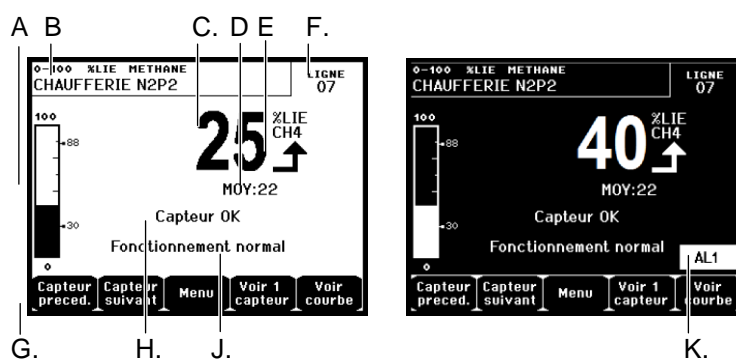 A B C. D E F.
0-100 %LIE METHANE
CHAUFFERIE N2P2
LIGNE
07
100
88
30
0
25
%LIE
CH4
MOY:22
Capteur OK
Fonctionnement normal
Capteur preced.
Capteur suivant
Menu
Voir 1 capteur
Voir courbe
G. H. J.
0-100 %LIE METHANE
CHAUFFERIE N2P2
LIGNE
07
100
88
30
0
40
%LIE
CH4
MOY:22
Capteur OK
Fonctionnement normal
AL1
Capteur preced.
Capteur suivant
Menu
Voir 1 capteur
Voir courbe
K.